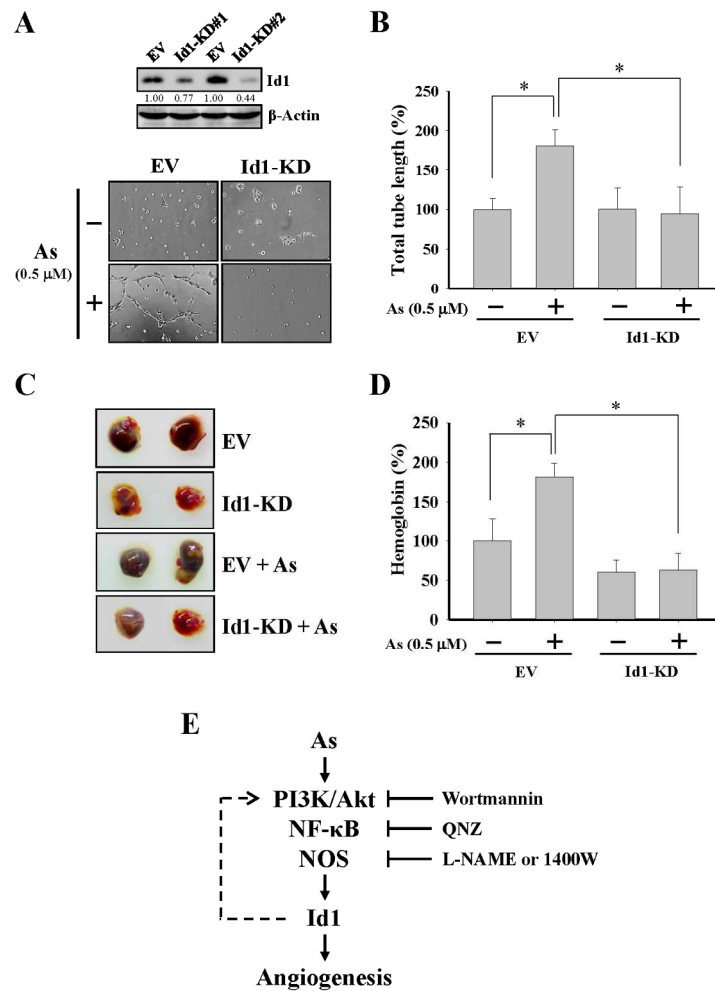 A
EV
Id1-KD#1
EV
Id1-KD#2
Id1
1.00 0.77 1.00 0.44
β-Actin
EV Id1-KD
As
(0.5 μM)
−
+
B
Total tube length (%)
250
200
150
100
50
0
* *
As (0.5 μM) − + − +
EV Id1-KD
C
EV
Id1-KD
EV + As
Id1-KD + As
D
Hemoglobin (%)
250
200
150
100
50
0
* *
As (0.5 μM) − + − +
EV Id1-KD
E
As
PI3K/Akt Wortmannin
NF-κB QNZ
NOS L-NAME or 1400W
Id1
Angiogenesis